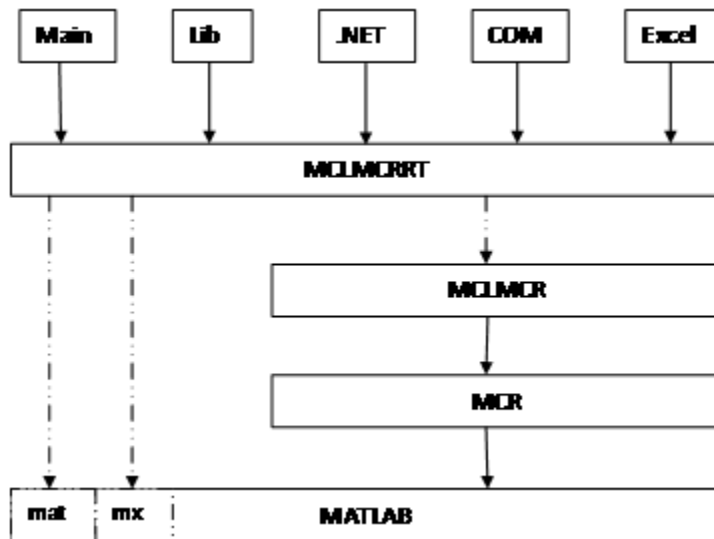 Main
Lib
.NET
COM
Excel
MCLMCRRT
MCLMCR
MCR
mat
mx
MATLAB